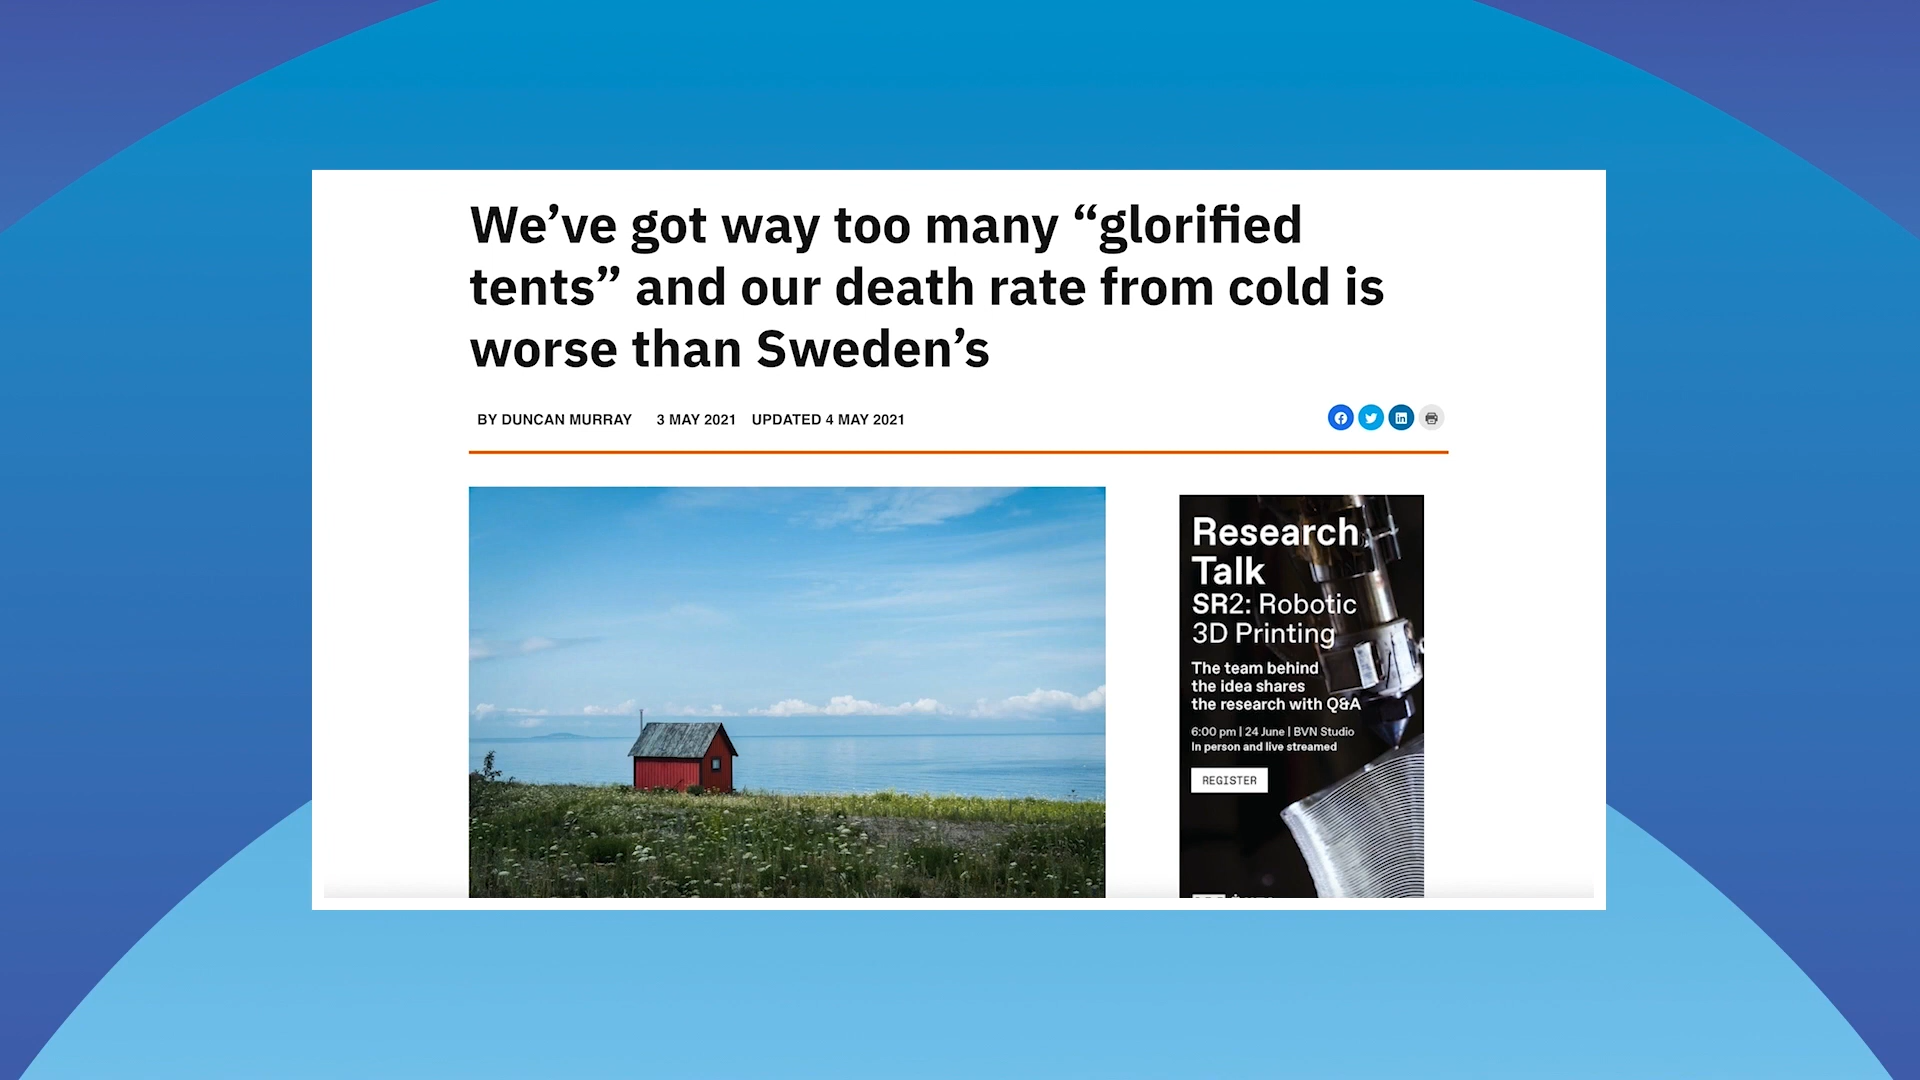 We’ve got way too many “glorified
tents” and our death rate from cold is
worse than Sweden’s
BY DUNCAN MURRAY 3 MAY 2021 UPDATED 4 MAY 2021
Research
Talk
SR2: Robotic
3D Printing
The team behind
the idea shares
the research with Q&A
6:00 pm | 24 June | BVN Studio
In person and live streamed
REGISTER